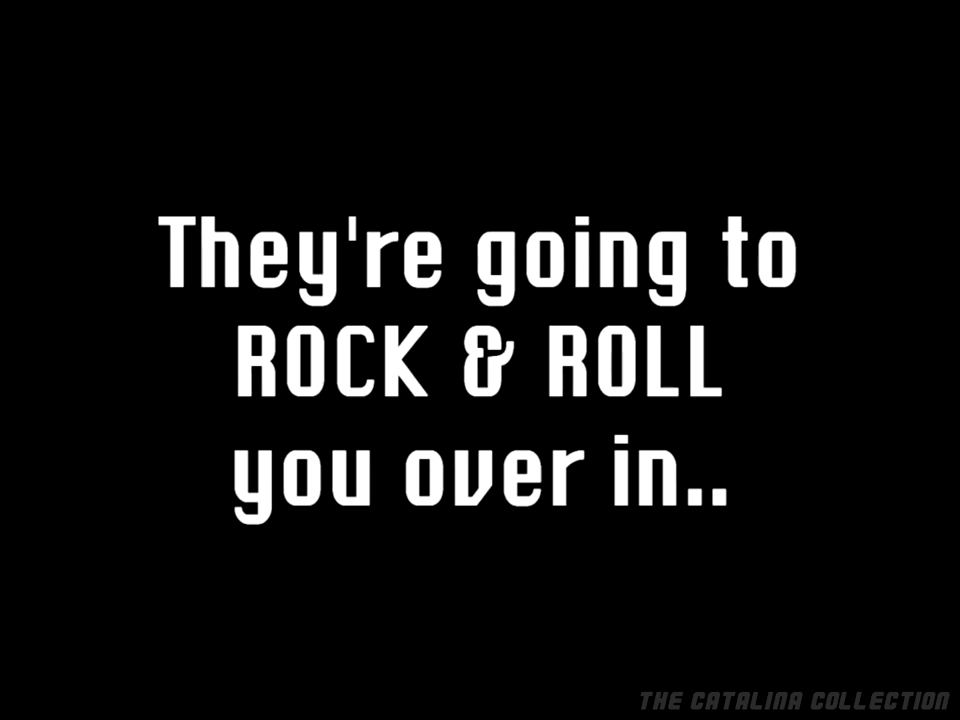 They're going to
ROCK & ROLL
you over in..
THE CATALINA COLLECTION